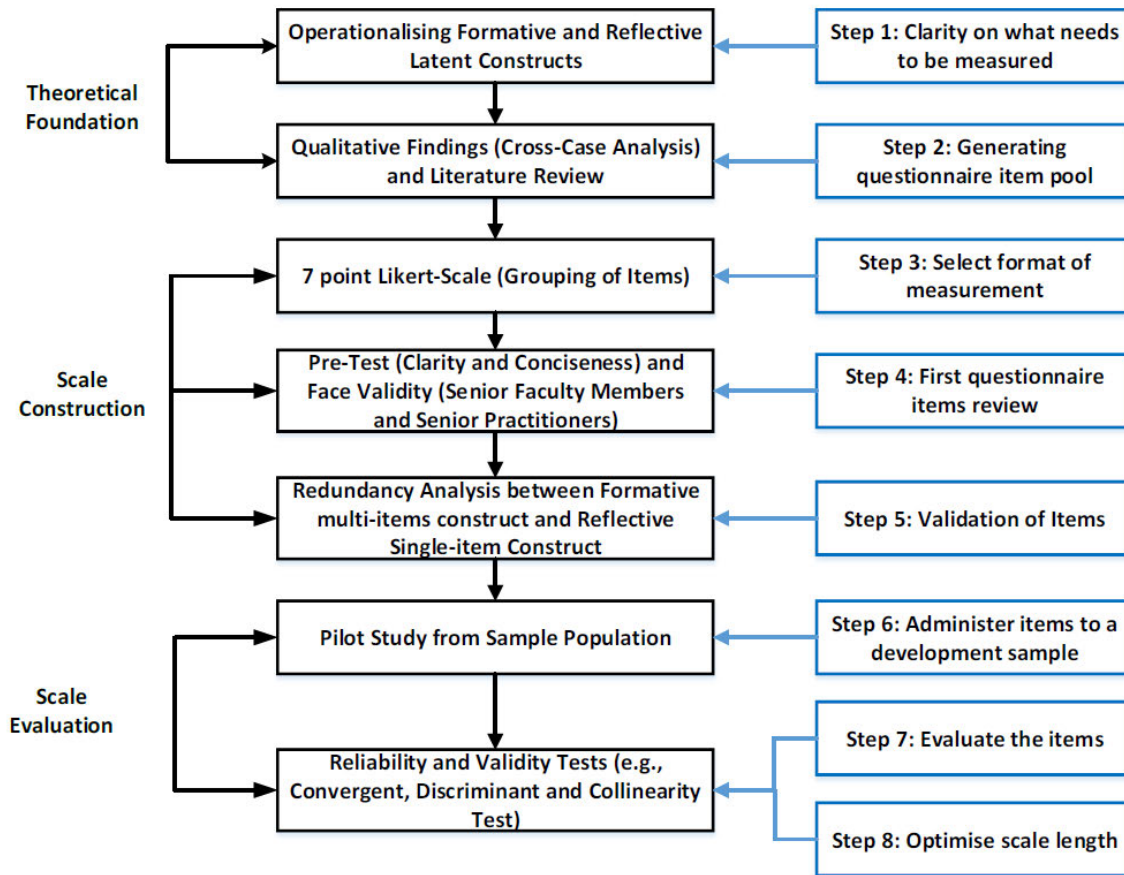 Operationalising Formative and Reflective
Latent Constructs
Step 1: Clarity on what needs
to be measured
Theoretical
Foundation
Qualitative Findings (Cross-Case Analysis)
and Literature Review
Step 2: Generating
questionnaire item pool
7 point Likert-Scale (Grouping of Items)
Step 3: Select format of
measurement
Scale
Construction
Pre-Test (Clarity and Conciseness) and
Face Validity (Senior Faculty Members
and Senior Practitioners)
Step 4: First questionnaire
items review
Redundancy Analysis between Formative
multi-items construct and Reflective
Single-item Construct
Step 5: Validation of Items
Pilot Study from Sample Population
Step 6: Administer items to a
development sample
Scale
Evaluation
Reliability and Validity Tests (e.g.,
Convergent, Discriminant and Collinearity
Test)
Step 7: Evaluate the items
Step 8: Optimise scale length